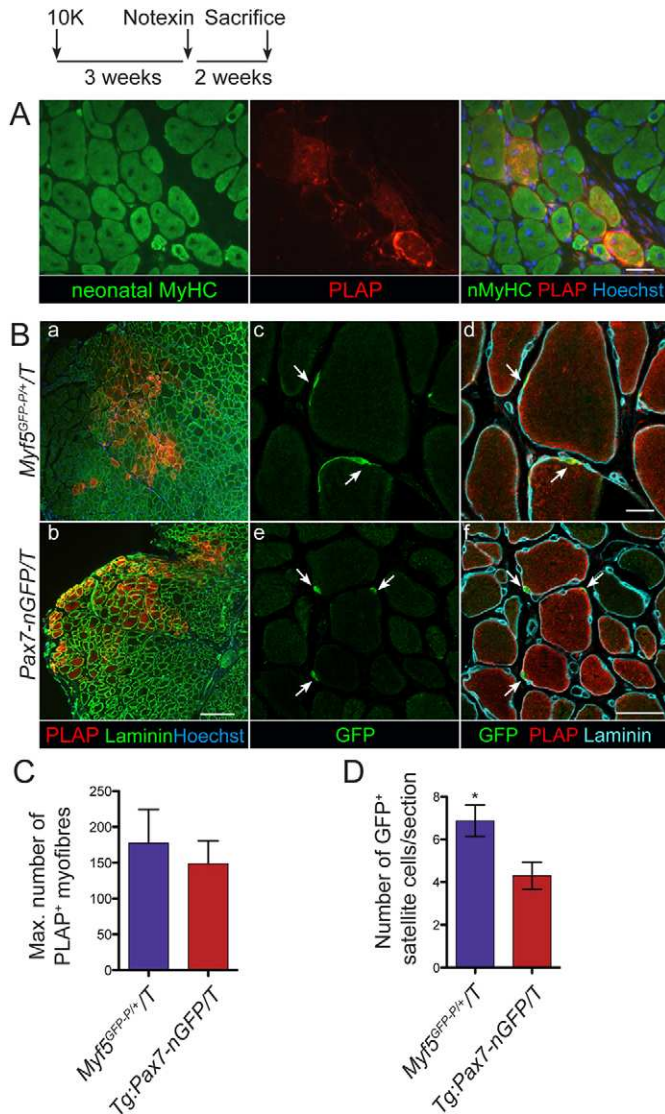 10K Notexin Sacrifice
3 weeks 2 weeks
A
neonatal MyHC PLAP nMyHC PLAP Hoechst
B
a c d
Myf5GFP-P/+/T
b e f
Pax7-nGFP/T
PLAP Laminin Hoechst GFP GFP PLAP Laminin
C
Max. number of
PLAP+ myofibres
250
200
150
100
50
0
Myf5GFP-P/+/T
Tg:Pax7-nGFP/T
D
Number of GFP+
satellite cells/section
8
6
4
2
0
*
Myf5GFP-P/+/T
Tg:Pax7-nGFP/T